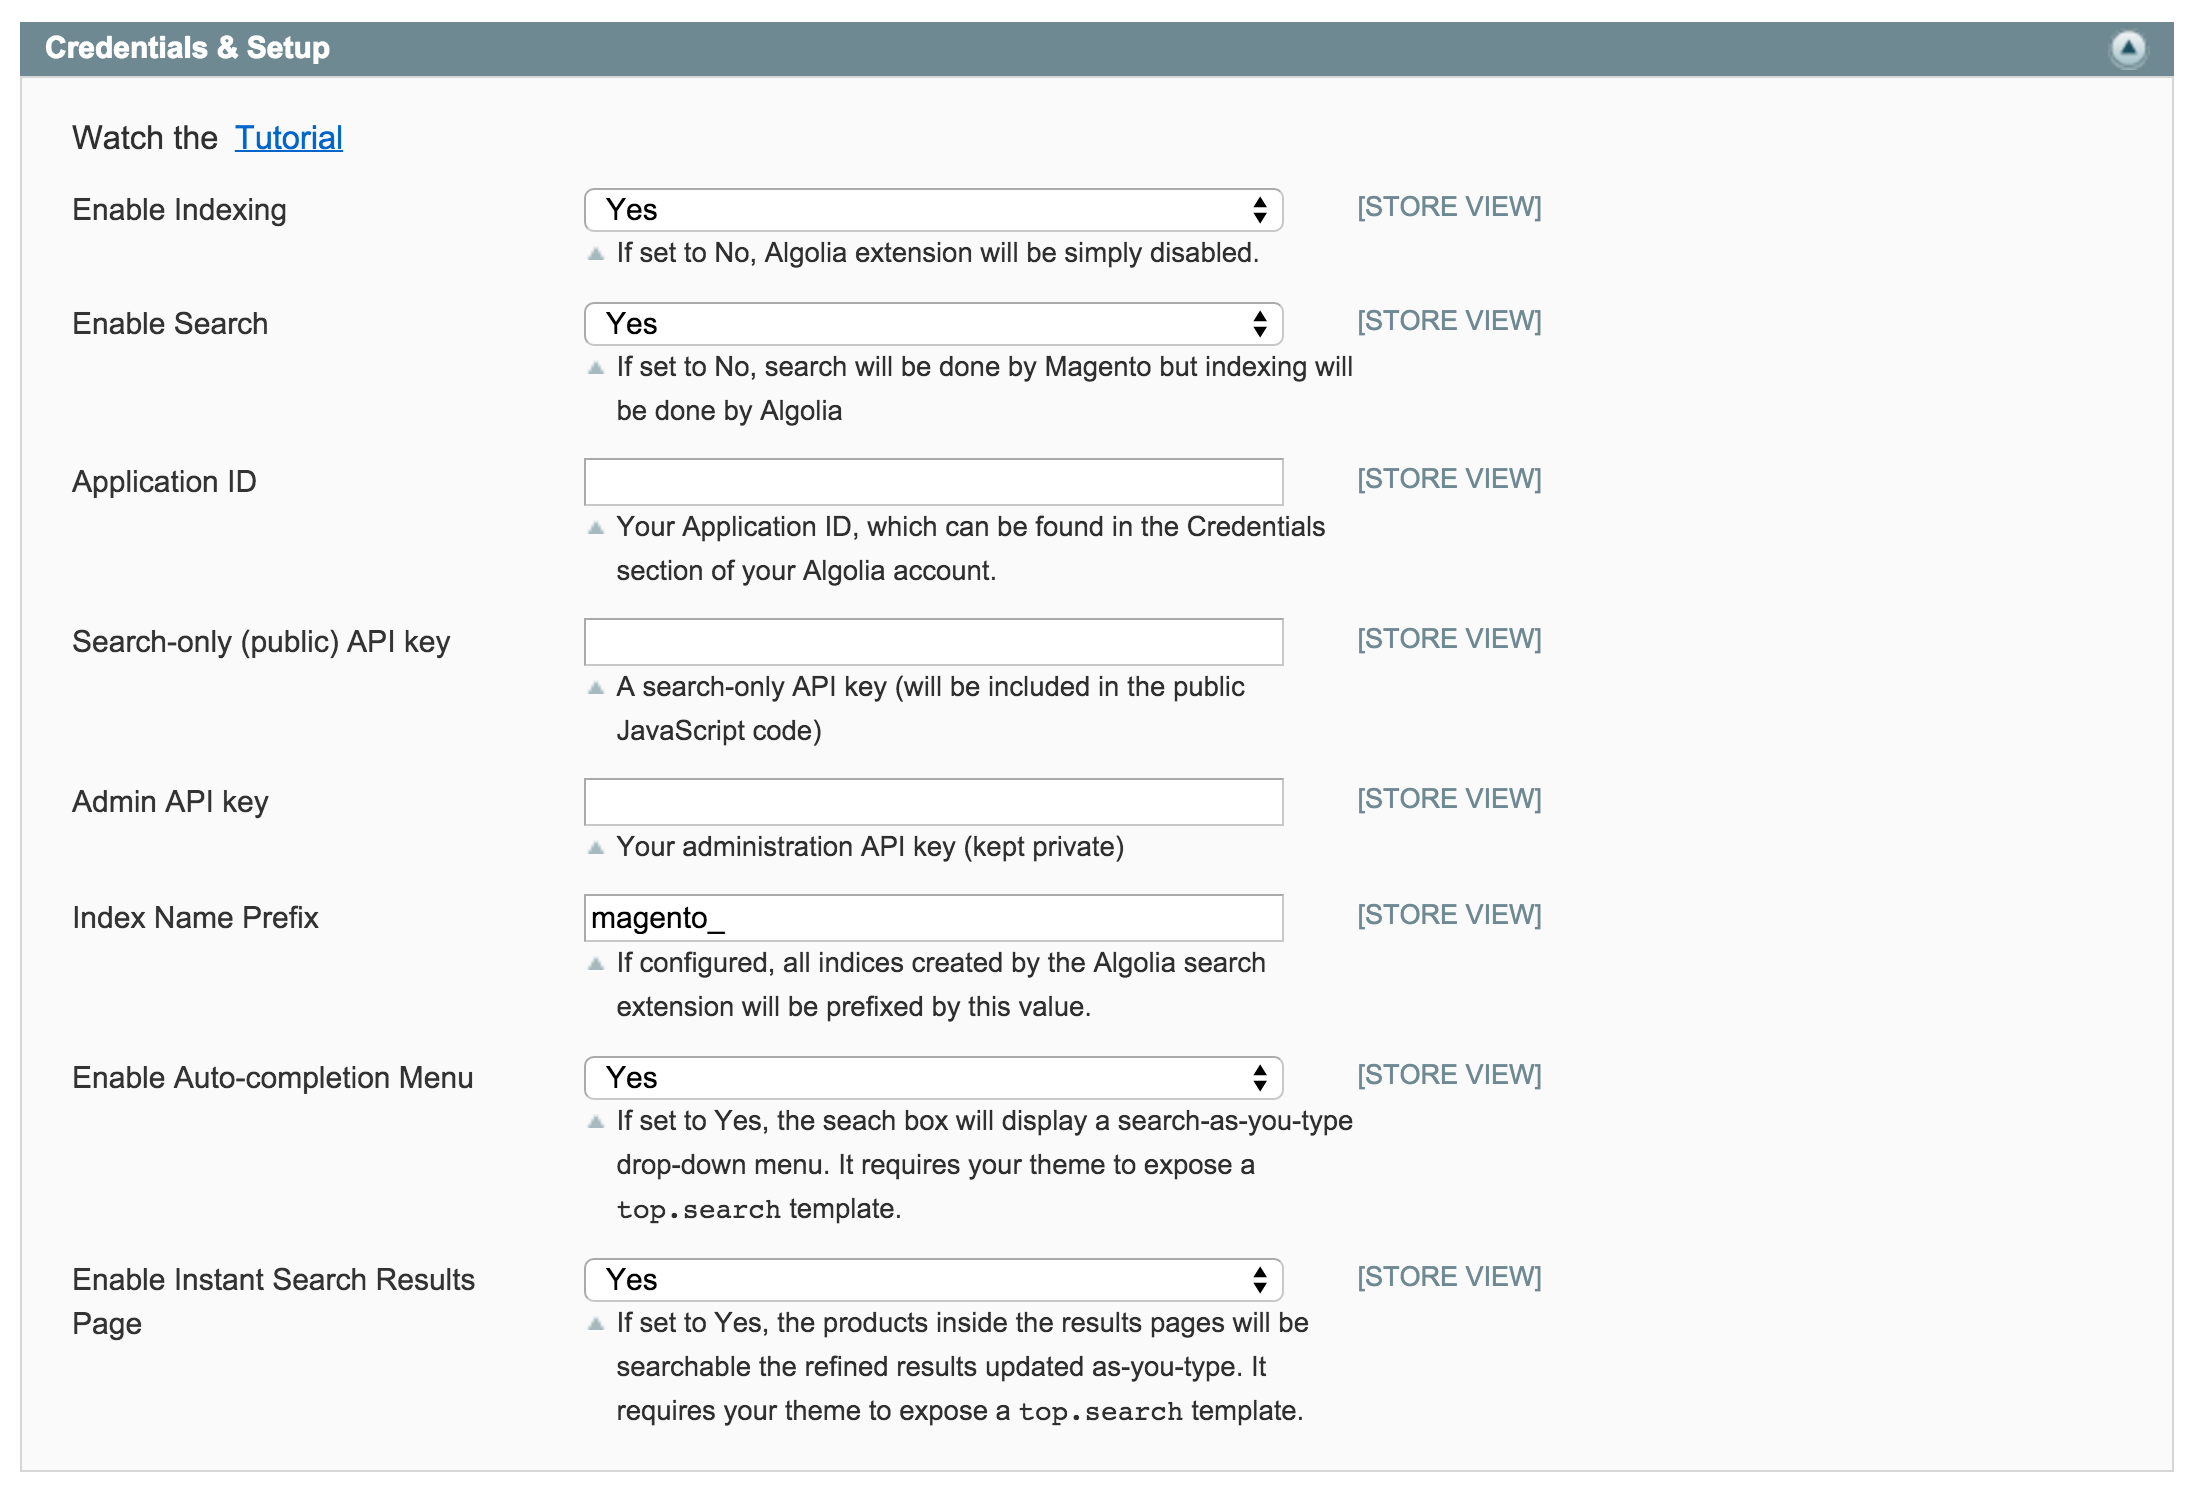 Credentials & Setup
Watch the Tutorial
Enable Indexing
Yes
[STORE VIEW]
If set to No, Algolia extension will be simply disabled.
Enable Search
Yes
[STORE VIEW]
If set to No, search will be done by Magento but indexing will
be done by Algolia
Application ID
[STORE VIEW]
Your Application ID, which can be found in the Credentials
section of your Algolia account.
Search-only (public) API key
[STORE VIEW]
A search-only API key (will be included in the public
JavaScript code)
Admin API key
[STORE VIEW]
Your administration API key (kept private)
Index Name Prefix
magento_
[STORE VIEW]
If configured, all indices created by the Algolia search
extension will be prefixed by this value.
Enable Auto-completion Menu
Yes
[STORE VIEW]
If set to Yes, the seach box will display a search-as-you-type
drop-down menu. It requires your theme to expose a
top.search template.
Enable Instant Search Results
Page
Yes
[STORE VIEW]
If set to Yes, the products inside the results pages will be
searchable the refined results updated as-you-type. It
requires your theme to expose a top.search template.